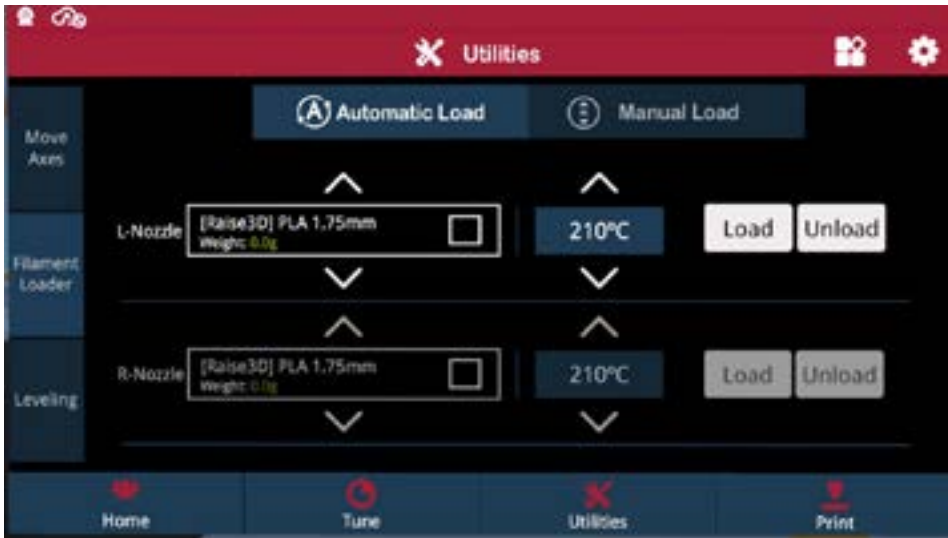 Utilities
Automatic Load
Manual Load
Move
Axes
Filament
Loader
Leveling
L-Nozzle
[Raise3D] PLA 1.75mm
Weight: 0.0g
210°C
Load
Unload
R-Nozzle
[Raise3D] PLA 1.75mm
Weight: 0.0g
210°C
Load
Unload
Home
Tune
Utilities
Print